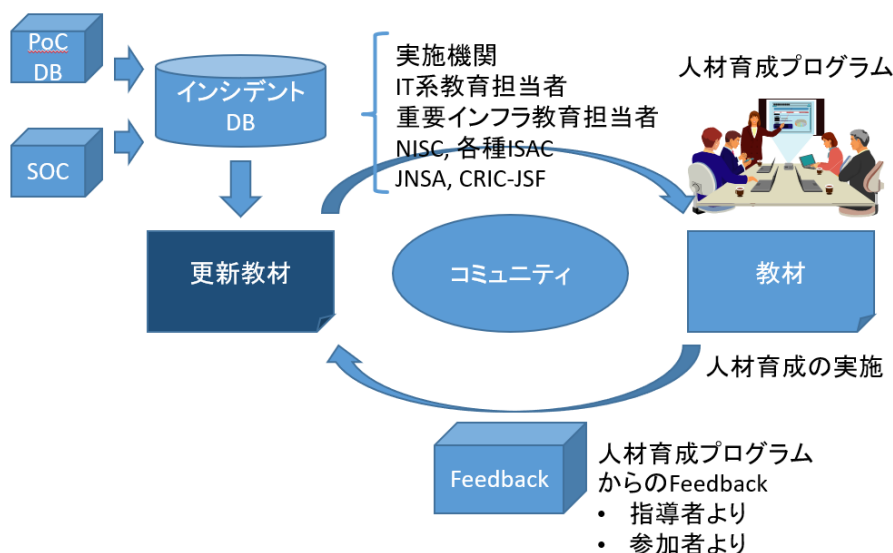 PoC
DB
SOC
インシデント
DB
実施機関
IT系教育担当者
重要インフラ教育担当者
NISC, 各種ISAC
JNSA, CRIC-JSF
人材育成プログラム
更新教材
コミュニティ
教材
人材育成の実施
Feedback
人材育成プログラム
からのFeedback
• 指導者より
• 参加者より